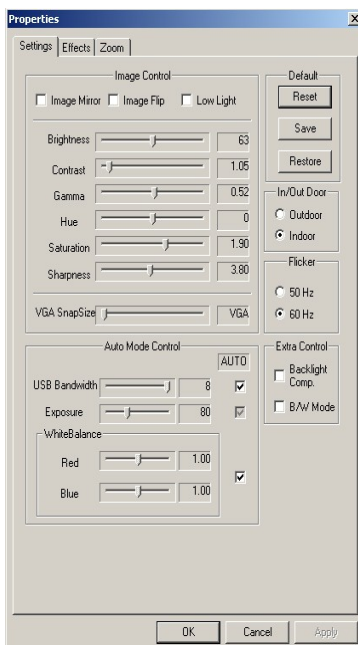 Properties
Settings Effects Zoom
Image Control
Image Mirror Image Flip Low Light
Brightness 63
Contrast 1.05
Gamma 0.52
Hue 0
Saturation 1.90
Sharpness 3.80
VGA SnapSize VGA
Default
Reset
Save
Restore
In/Out Door
Outdoor
Indoor
Flicker
50 Hz
60 Hz
Auto Mode Control
AUTO
USB Bandwidth 8
Exposure 80
WhiteBalance
Red 1.00
Blue 1.00
Extra Control
Backlight
Comp.
B/W Mode
OK Cancel Apply